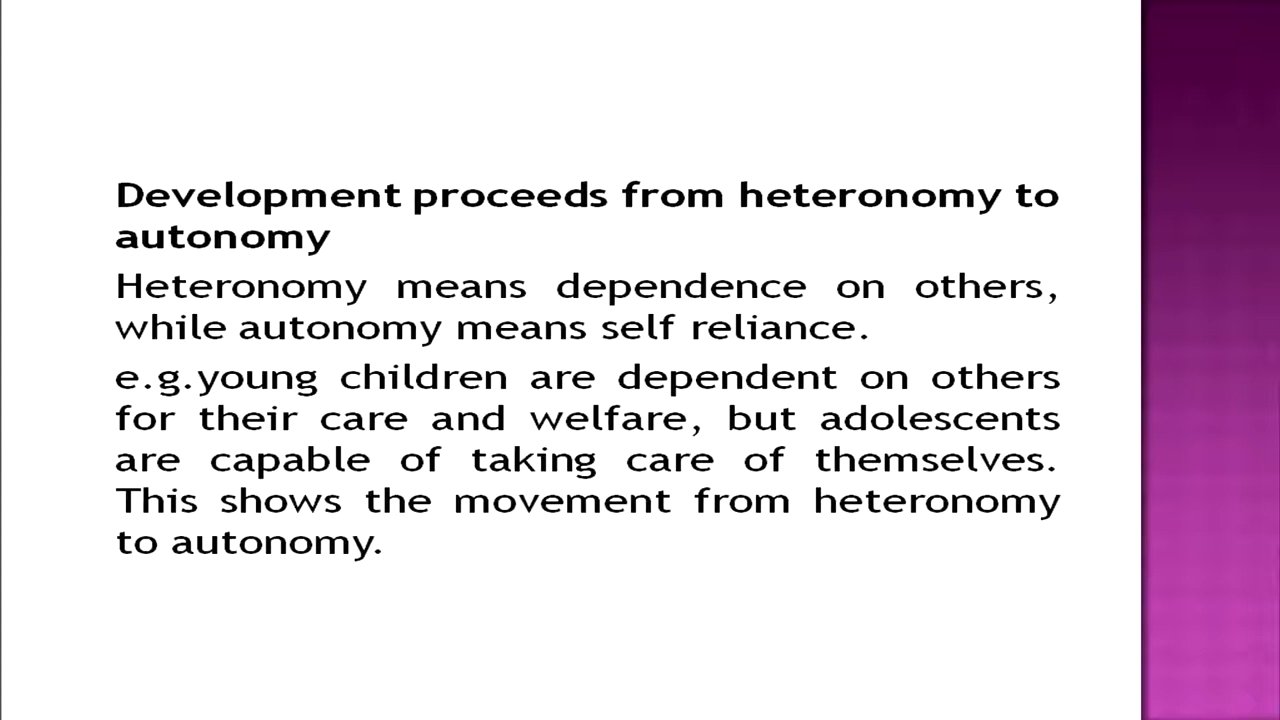 Development proceeds from heteronomy to
autonomy
Heteronomy means dependence on others,
while autonomy means self reliance.
e.g.young children are dependent on others
for their care and welfare, but adolescents
are capable of taking care of themselves.
This shows the movement from heteronomy
to autonomy.